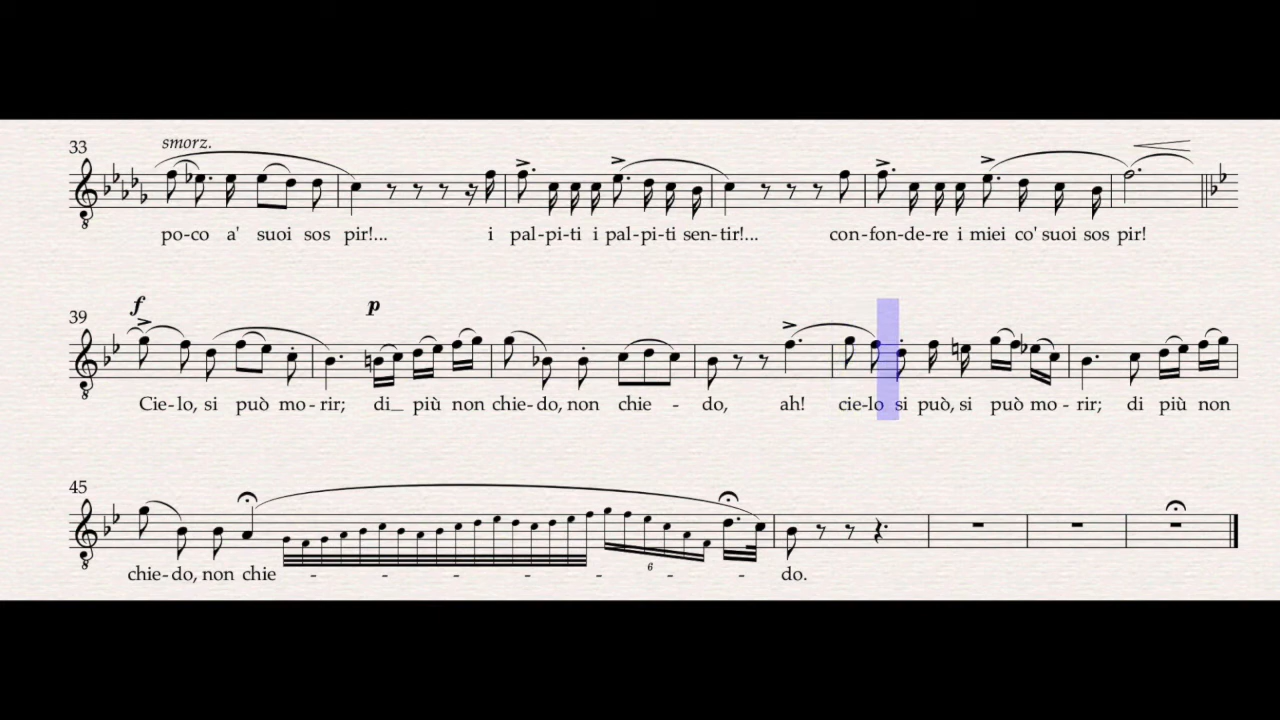 33
smorz.
po-co a' suoi sos pir!... i pal-pi-ti i pal-pi-ti sen-tir!... con-fon-de-re i miei co' suoi sos pir!
f p
39
Cie-lo, si può mo-rir; di_ più non chie-do, non chie - do, ah! cie-lo si può, si può mo-rir; di più non
45
6
chie-do, non chie - - - - - - - do.